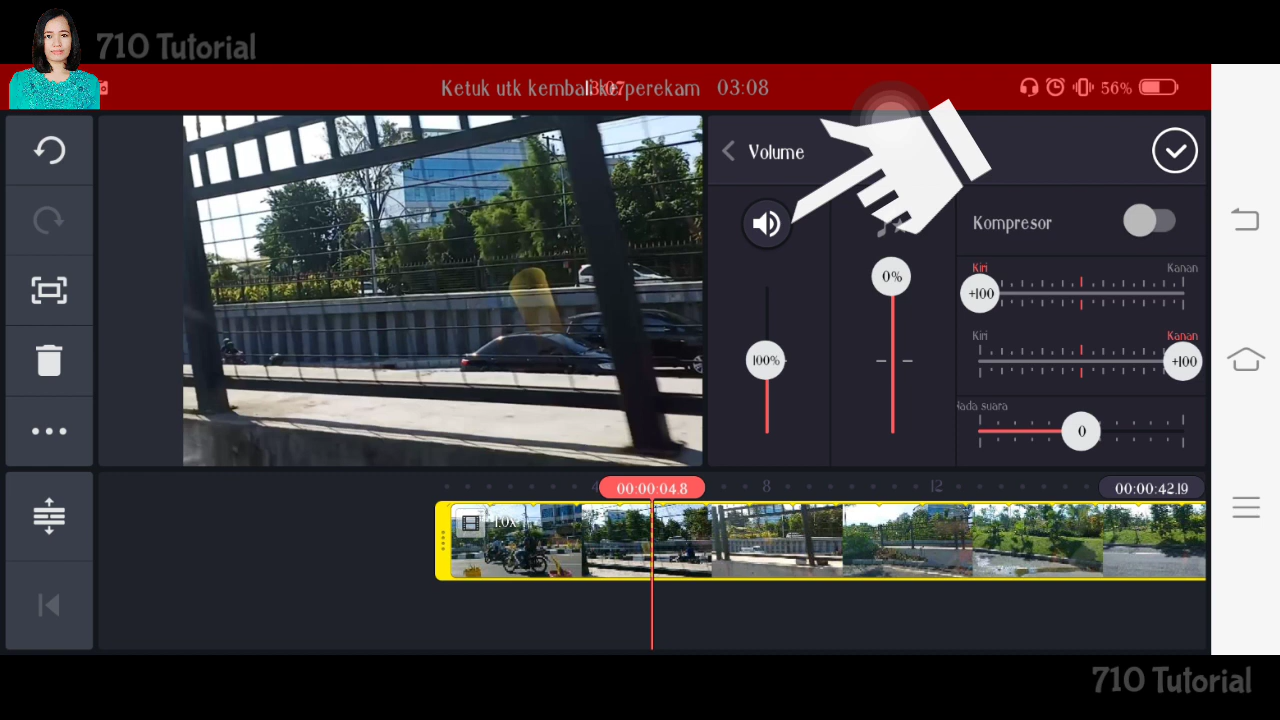 710 Tutorial
Ketuk utk kembali ke perekam 03:08
56%
Volume
Kompresor
Kiri
Kanan
0%
+100
Kiri
Kanan
100%
+100
Nada suara
0
4
00:00:04.8
8
12
00:00:42.19
1.0x
710 Tutorial